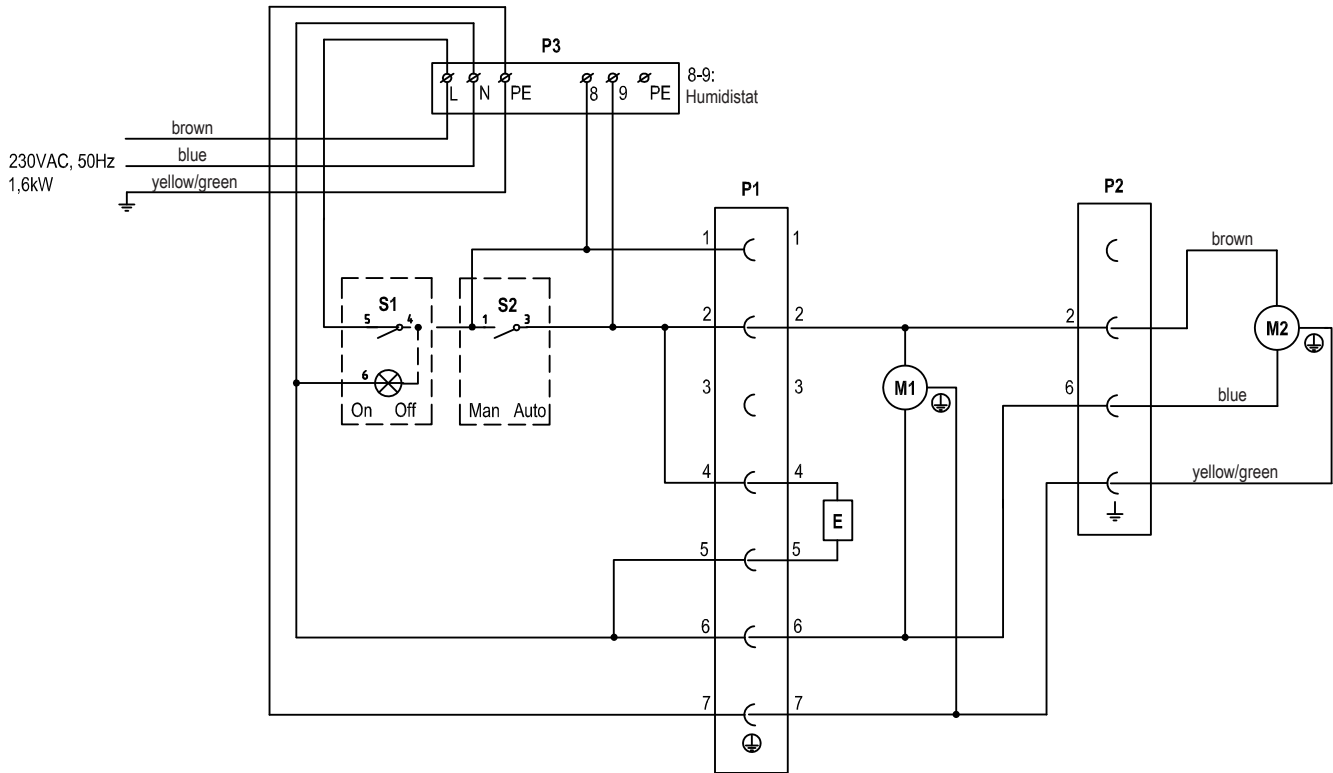 P3
L N PE 8 9 PE
8-9:
Humidistat
brown
230VAC, 50Hz
blue
1,6kW
yellow/green
P1
P2
1 1
brown
S1
S2
5 4
1 3
2 2
2
M2
6
3 3
M1
6
blue
On Off
Man Auto
4 4
yellow/green
E
5 5
6 6
7 7